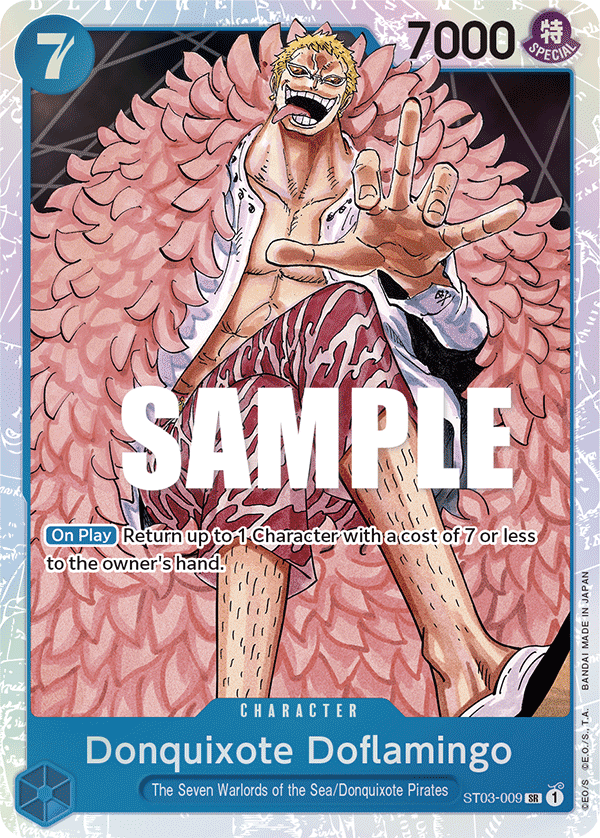 7
7000
特
SPECIAL
SAMPLE
On Play Return up to 1 Character with a cost of 7 or less
to the owner's hand.
CHARACTER
Donquixote Doflamingo
The Seven Warlords of the Sea/Donquixote Pirates
ST03-009 SR 1
©E.O/S ©E.O./S, T.A. BANDAI MADE IN JAPAN